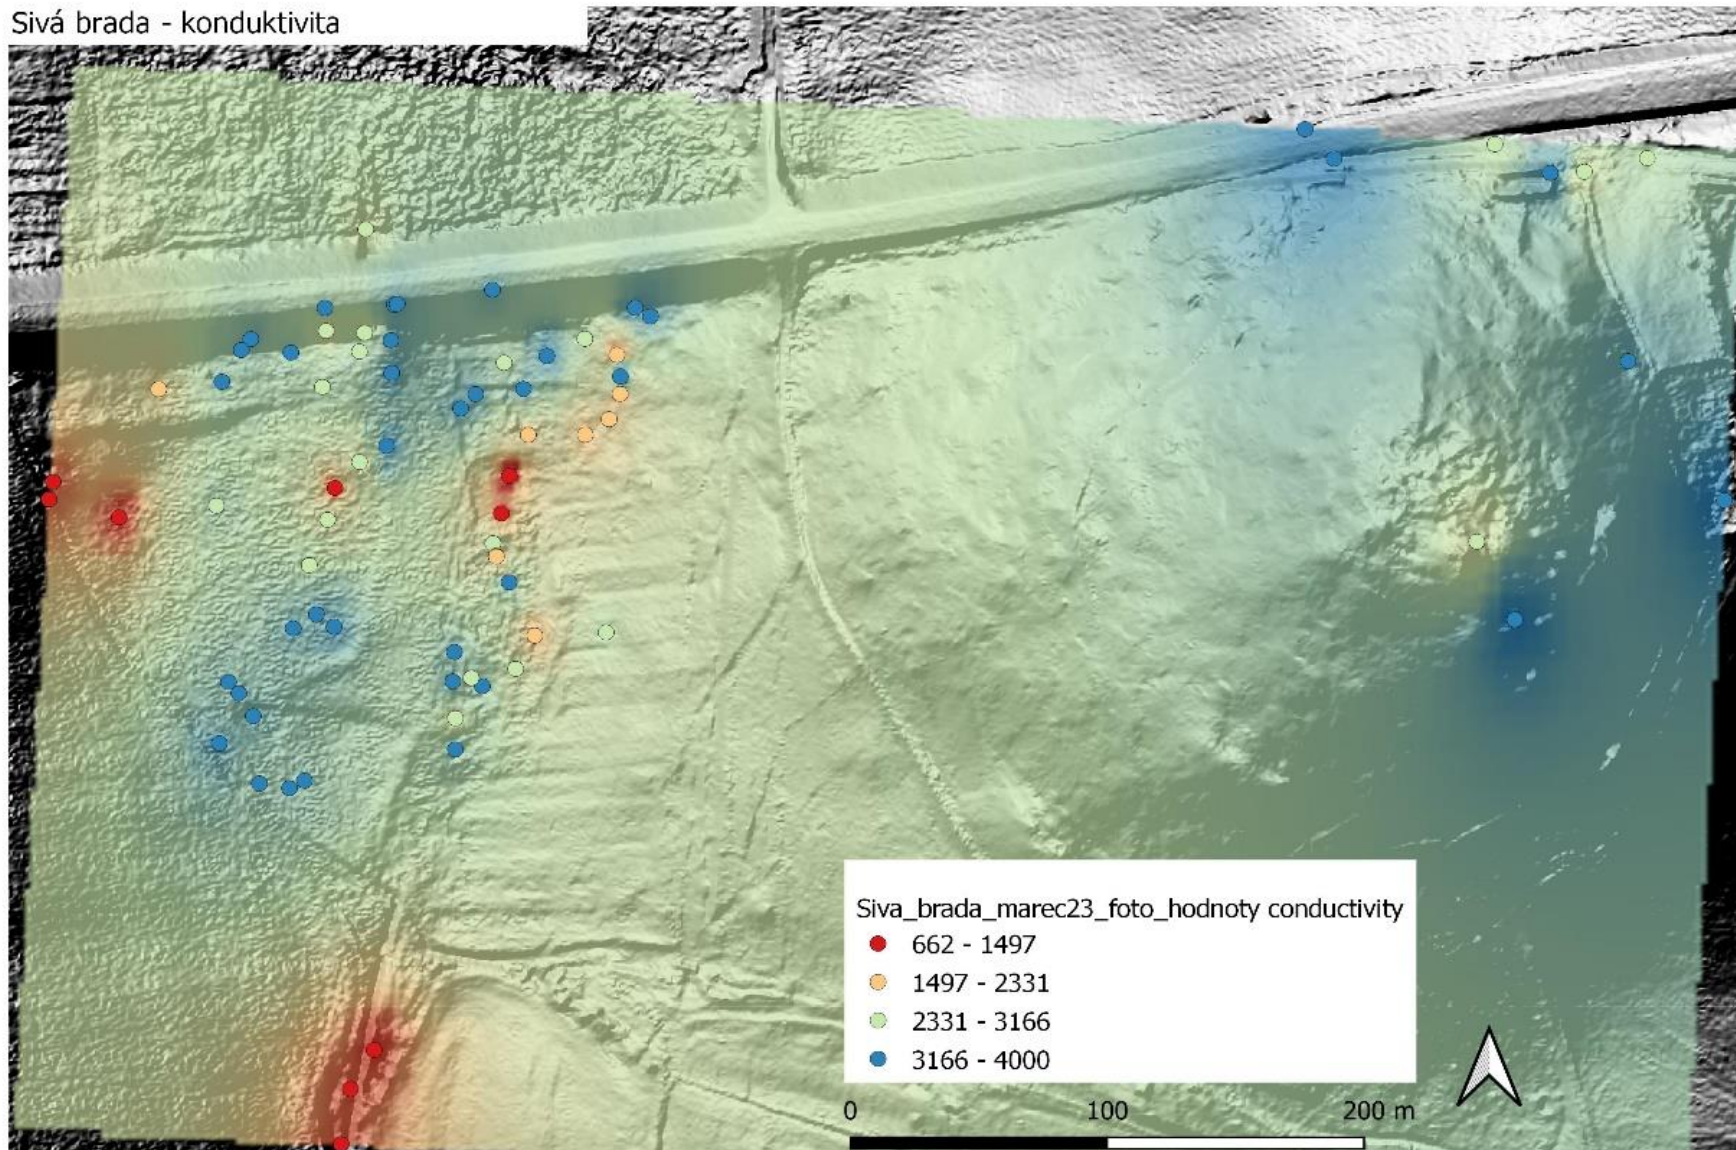 Sivá brada - konduktivita
Siva_brada_marec23_foto_hodnoty conductivity
662 - 1497
1497 - 2331
2331 - 3166
3166 - 4000
0 100 200 m